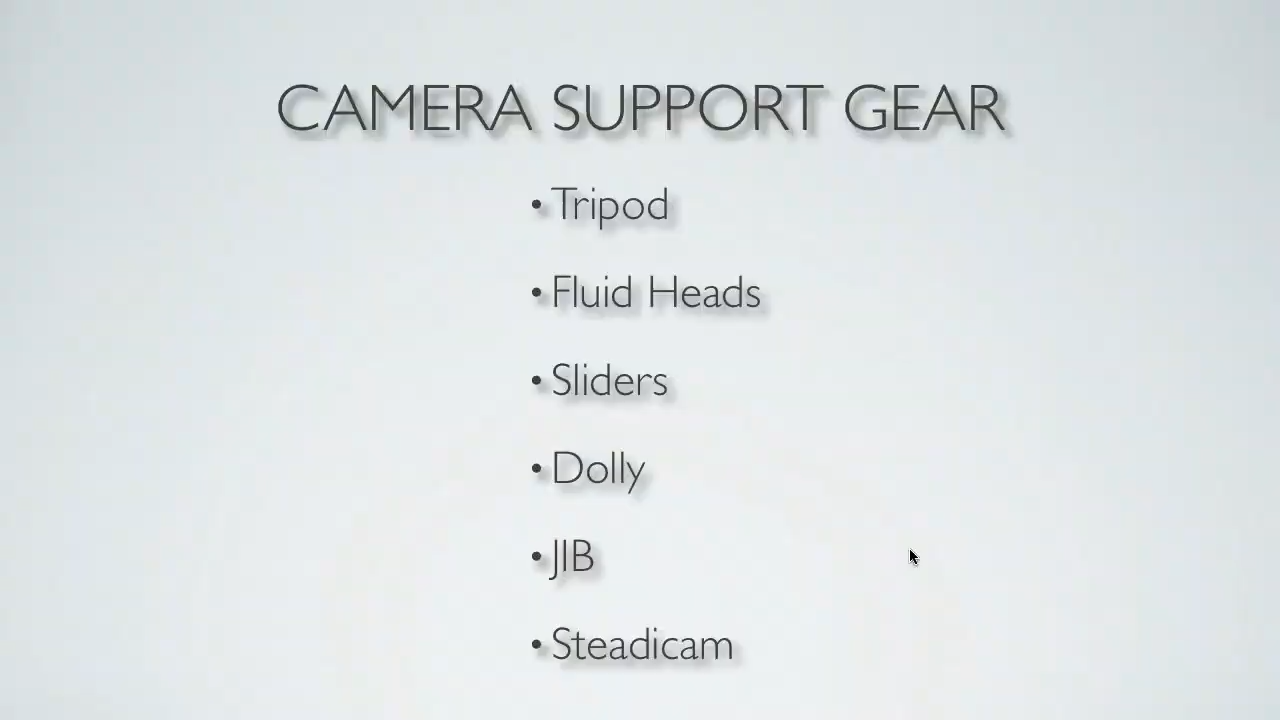 CAMERA SUPPORT GEAR
• Tripod
• Fluid Heads
• Sliders
• Dolly
• JIB
• Steadicam